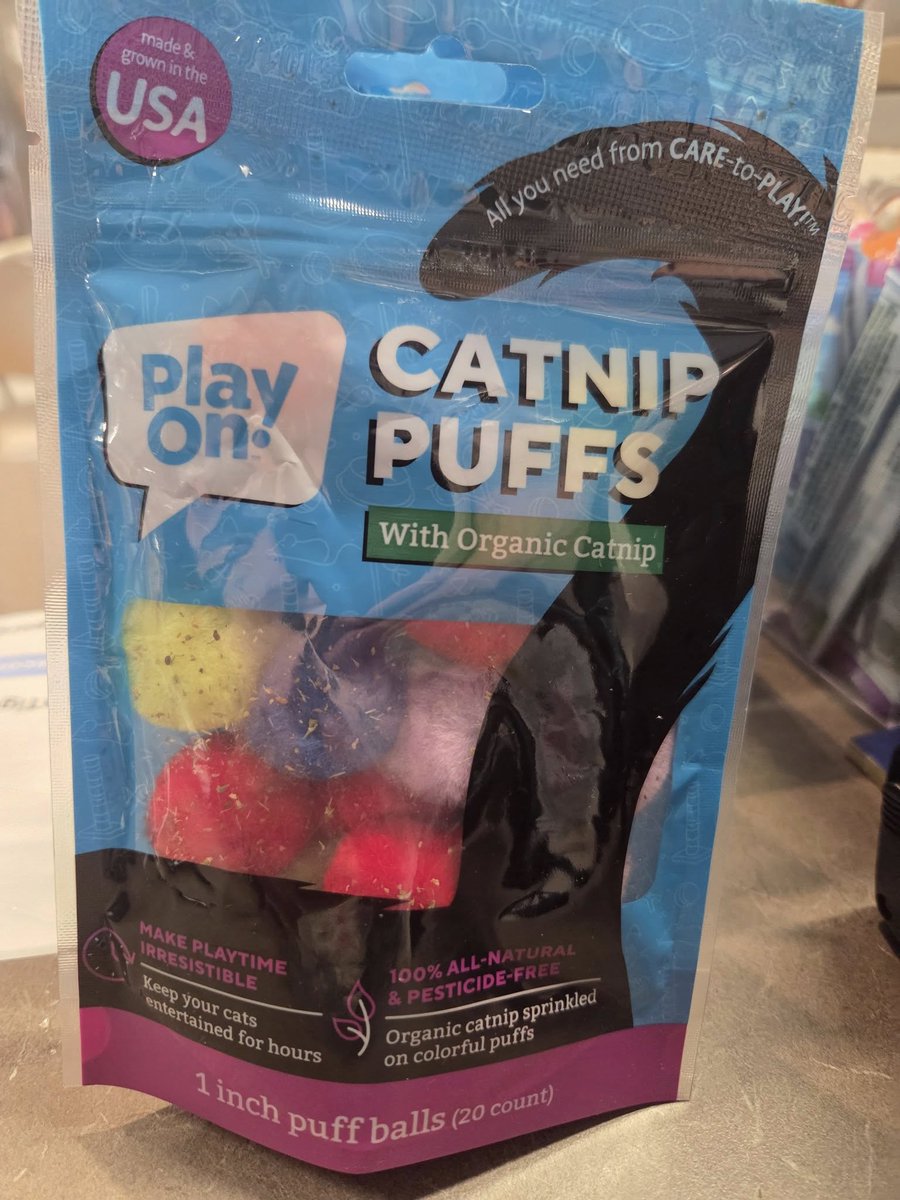 made &
grown in the
USA
All you need from CARE-to-PLAY!™
Play
On!
CATNIP
PUFFS
With Organic Catnip
MAKE PLAYTIME
IRRESISTIBLE
Keep your cats
entertained for hours
100% ALL-NATURAL
& PESTICIDE-FREE
Organic catnip sprinkled
on colorful puffs
1 inch puff balls (20 count)